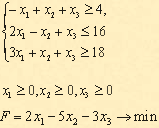 { -x₁ + x₂ + x₃ ≥ 4,
2x₁ - x₂ + x₃ ≤ 16
3x₁ + x₂ + x₃ ≥ 18
x₁ ≥ 0, x₂ ≥ 0, x₃ ≥ 0
F = 2x₁ - 5x₂ - 3x₃ → min